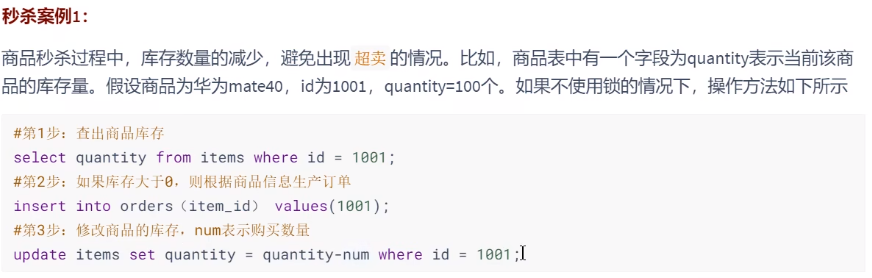 秒杀案例1：
商品秒杀过程中，库存数量的减少，避免出现 超卖 的情况。比如，商品表中有一个字段为quantity表示当前该商
品的库存量。假设商品为华为mate40，id为1001，quantity=100个。如果不使用锁的情况下，操作方法如下所示
#第1步：查出商品库存
select quantity from items where id = 1001;
#第2步：如果库存大于0，则根据商品信息生产订单
insert into orders（item_id） values(1001);
#第3步：修改商品的库存，num表示购买数量
update items set quantity = quantity-num where id = 1001;